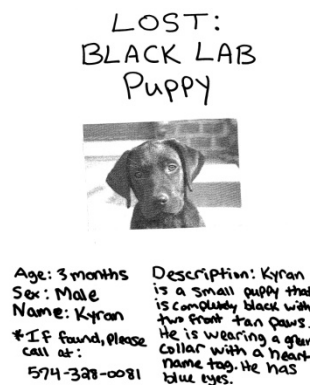 LOST:
BLACK LAB
Puppy
Age: 3 months
Sex: Male
Name: Kyran
*If found, please
call at:
574-328-0081
Description: Kyran
is a small puppy that
is completely black with
two front tan paws.
He is wearing a green
collar with a heart
name tag. He has
blue eyes.